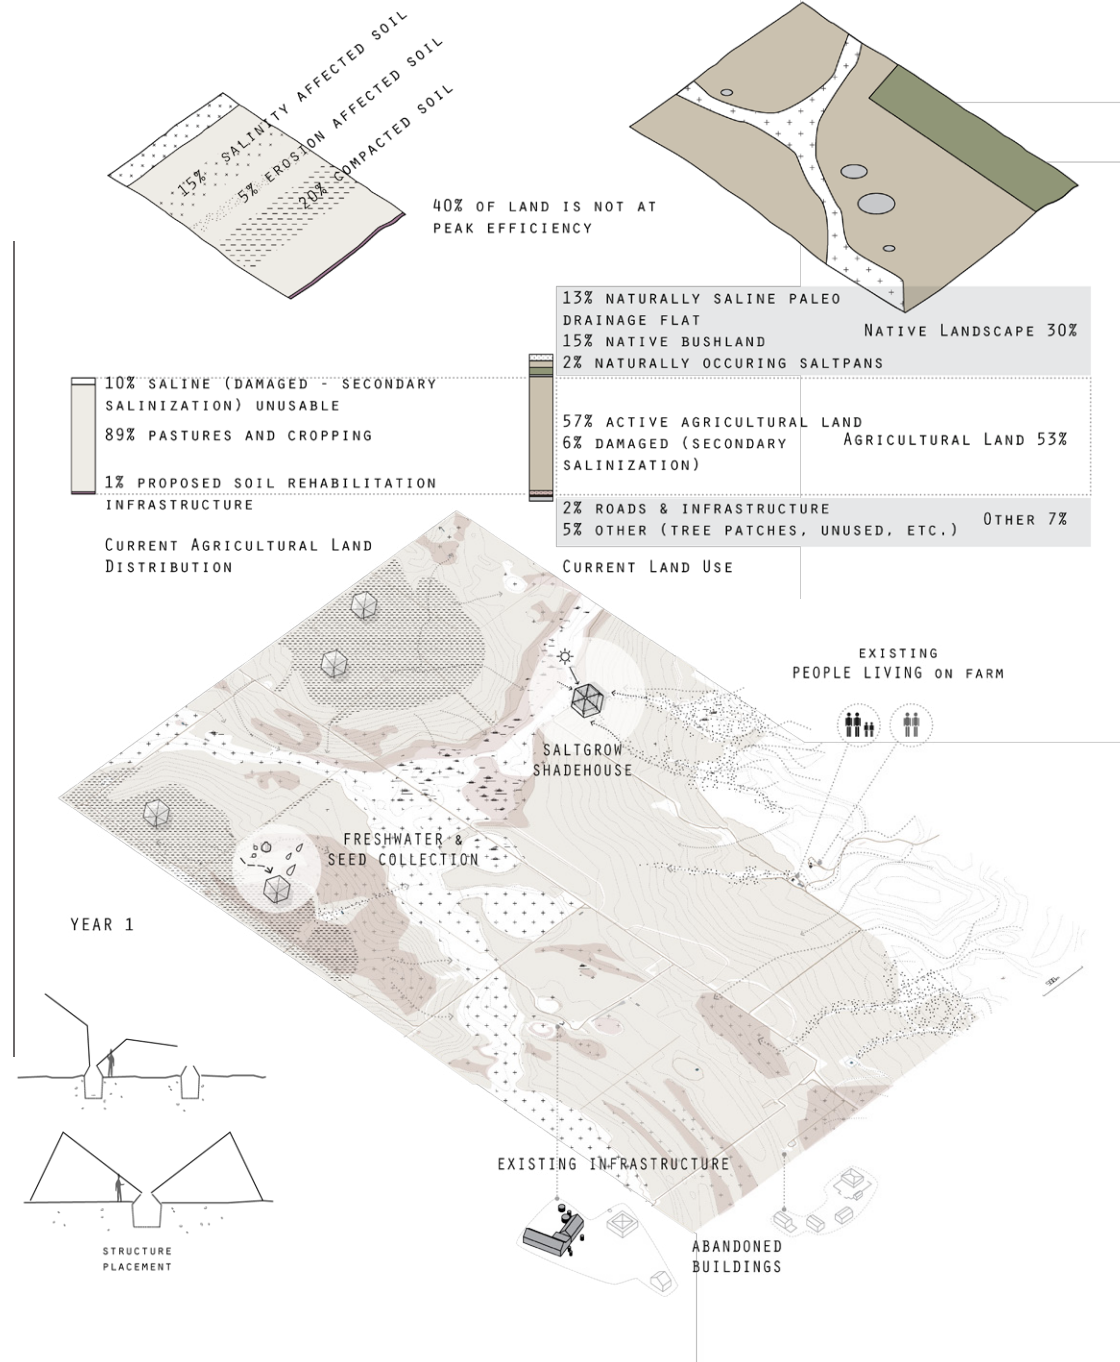 15% SALINITY AFFECTED SOIL
5% EROSION AFFECTED SOIL
20% COMPACTED SOIL
40% OF LAND IS NOT AT
PEAK EFFICIENCY
13% NATURALLY SALINE PALEO
DRAINAGE FLAT
15% NATIVE BUSHLAND
2% NATURALLY OCCURING SALTPANS
NATIVE LANDSCAPE 30%
10% SALINE (DAMAGED - SECONDARY
SALINIZATION) UNUSABLE
89% PASTURES AND CROPPING
1% PROPOSED SOIL REHABILITATION
INFRASTRUCTURE
57% ACTIVE AGRICULTURAL LAND
6% DAMAGED (SECONDARY
SALINIZATION)
AGRICULTURAL LAND 53%
2% ROADS & INFRASTRUCTURE
5% OTHER (TREE PATCHES, UNUSED, ETC.)
OTHER 7%
CURRENT AGRICULTURAL LAND
DISTRIBUTION
CURRENT LAND USE
EXISTING
PEOPLE LIVING ON FARM
SALTGROW
SHADEHOUSE
FRESHWATER &
SEED COLLECTION
YEAR 1
EXISTING INFRASTRUCTURE
ABANDONED
BUILDINGS
STRUCTURE
PLACEMENT